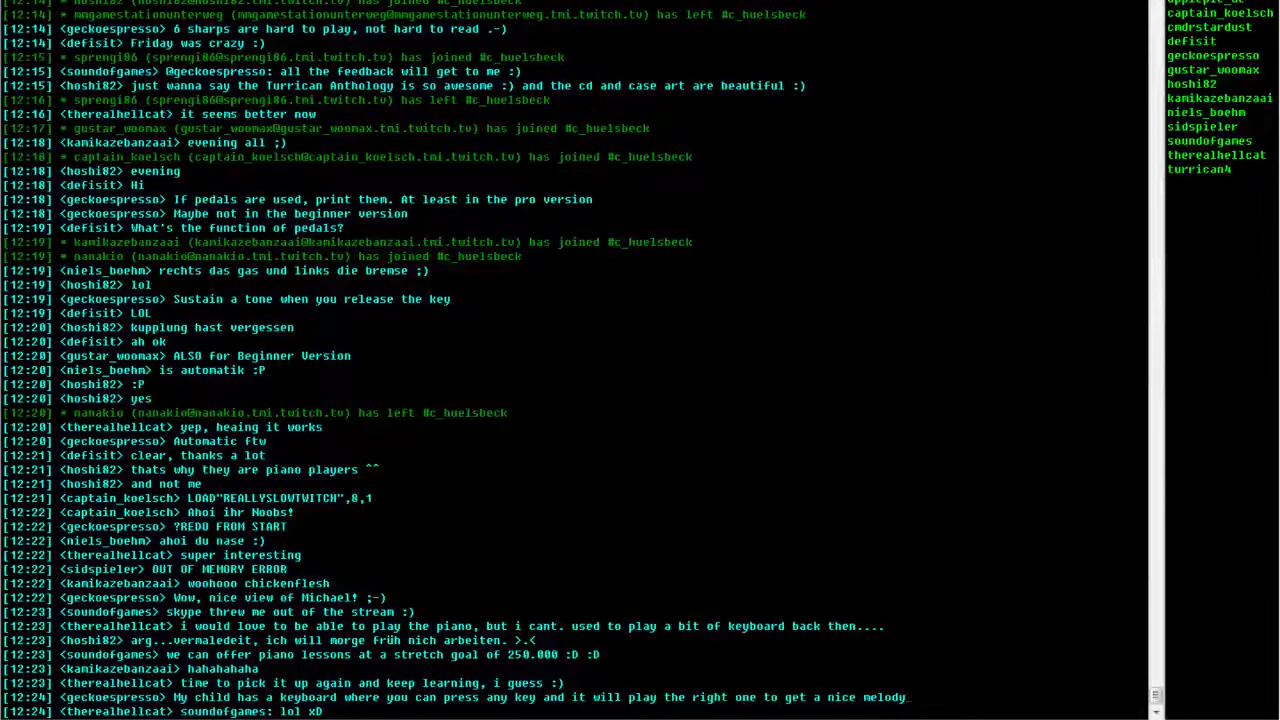 [12:14] * mmgamestationunterweg (mmgamestationunterweg@mmgamestationunterweg.tmi.twitch.tv) has left #c_huelsbeck
[12:14] <geckoespresso> 6 sharps are hard to play, not hard to read .-)
[12:14] <defisit> Friday was crazy :)
[12:15] * sprengi86 (sprengi86@sprengi86.tmi.twitch.tv) has joined #c_huelsbeck
[12:15] <soundofgames> @geckoespresso: all the feedback will get to me :)
[12:15] <hoshi82> just wanna say the Turrican Anthology is so awesome :) and the cd and case art are beautiful :)
[12:16] * sprengi86 (sprengi86@sprengi86.tmi.twitch.tv) has left #c_huelsbeck
[12:16] <therealhellcat> it seems better now
[12:17] * gustar_woomax (gustar_woomax@gustar_woomax.tmi.twitch.tv) has joined #c_huelsbeck
[12:18] <kamikazebanzaai> evening all ;)
[12:18] * captain_koelsch (captain_koelsch@captain_koelsch.tmi.twitch.tv) has joined #c_huelsbeck
[12:18] <hoshi82> evening
[12:18] <defisit> Hi
[12:18] <geckoespresso> If pedals are used, print them. At least in the pro version
[12:18] <geckoespresso> Maybe not in the beginner version
[12:18] <defisit> What's the function of pedals?
[12:19] * kamikazebanzaai (kamikazebanzaai@kamikazebanzaai.tmi.twitch.tv) has joined #c_huelsbeck
[12:19] * nanakio (nanakio@nanakio.tmi.twitch.tv) has joined #c_huelsbeck
[12:19] <niels_boehm> rechts das gas und links die bremse ;)
[12:19] <hoshi82> lol
[12:19] <geckoespresso> Sustain a tone when you release the key
[12:19] <defisit> LOL
[12:20] <hoshi82> kupplung hast vergessen
[12:20] <defisit> ah ok
[12:20] <gustar_woomax> ALSO for Beginner Version
[12:20] <niels_boehm> is automatik :P
[12:20] <hoshi82> :P
[12:20] <hoshi82> yes
[12:20] * nanakio (nanakio@nanakio.tmi.twitch.tv) has left #c_huelsbeck
[12:20] <therealhellcat> yep, heaing it works
[12:20] <geckoespresso> Automatic ftw
[12:21] <defisit> clear, thanks a lot
[12:21] <hoshi82> thats why they are piano players ^^
[12:21] <hoshi82> and not me
[12:21] <captain_koelsch> LOAD"REALLYSLOWTWITCH",8,1
[12:22] <captain_koelsch> Ahoi ihr Noobs!
[12:22] <geckoespresso> ?REDO FROM START
[12:22] <niels_boehm> ahoi du nase :)
[12:22] <therealhellcat> super interesting
[12:22] <sidspieler> OUT OF MEMORY ERROR
[12:22] <kamikazebanzaai> woohooo chickenflesh
[12:22] <geckoespresso> Wow, nice view of Michael! ;-)
[12:23] <soundofgames> skype threw me out of the stream :)
[12:23] <therealhellcat> i would love to be able to play the piano, but i cant. used to play a bit of keyboard back then....
[12:23] <hoshi82> arg...vermaledeit, ich will morge früh nich arbeiten. >.<
[12:23] <soundofgames> we can offer piano lessons at a stretch goal of 250.000 :D :D
[12:23] <kamikazebanzaai> hahahahaha
[12:23] <therealhellcat> time to pick it up again and keep learning, i guess :)
[12:24] <geckoespresso> My child has a keyboard where you can press any key and it will play the right one to get a nice melody_
[12:24] <therealhellcat> soundofgames: lol xD
captain_koelsch
cmdrstardust
defisit
geckoespresso
gustar_woomax
hoshi82
kamikazebanzaai
niels_boehm
sidspieler
soundofgames
therealhellcat
turrican4